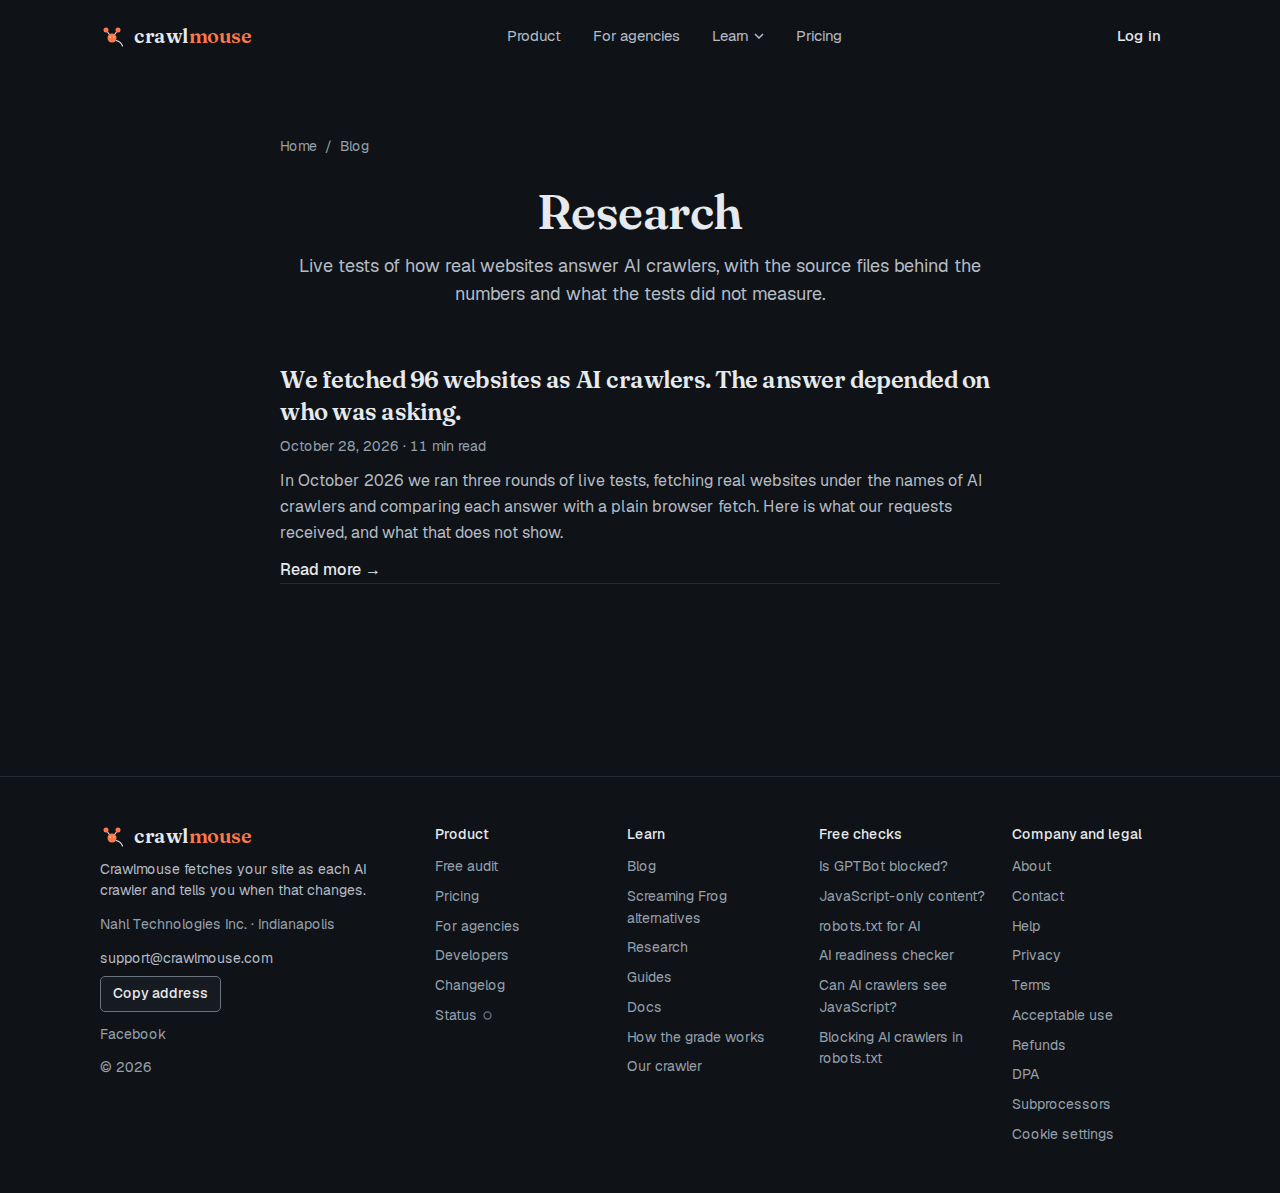 crawlmouse
Product
For agencies
Learn
Pricing
Log in
Home / Blog
Research
Live tests of how real websites answer AI crawlers, with the source files behind the
numbers and what the tests did not measure.
We fetched 96 websites as AI crawlers. The answer depended on
who was asking.
October 28, 2026 · 11 min read
In October 2026 we ran three rounds of live tests, fetching real websites under the names of AI
crawlers and comparing each answer with a plain browser fetch. Here is what our requests
received, and what that does not show.
Read more →
crawlmouse
Crawlmouse fetches your site as each AI
crawler and tells you when that changes.
Nahl Technologies Inc. · Indianapolis
support@crawlmouse.com
Copy address
Facebook
© 2026
Product
Free audit
Pricing
For agencies
Developers
Changelog
Status
Learn
Blog
Screaming Frog
alternatives
Research
Guides
Docs
How the grade works
Our crawler
Free checks
Is GPTBot blocked?
JavaScript-only content?
robots.txt for AI
AI readiness checker
Can AI crawlers see
JavaScript?
Blocking AI crawlers in
robots.txt
Company and legal
About
Contact
Help
Privacy
Terms
Acceptable use
Refunds
DPA
Subprocessors
Cookie settings